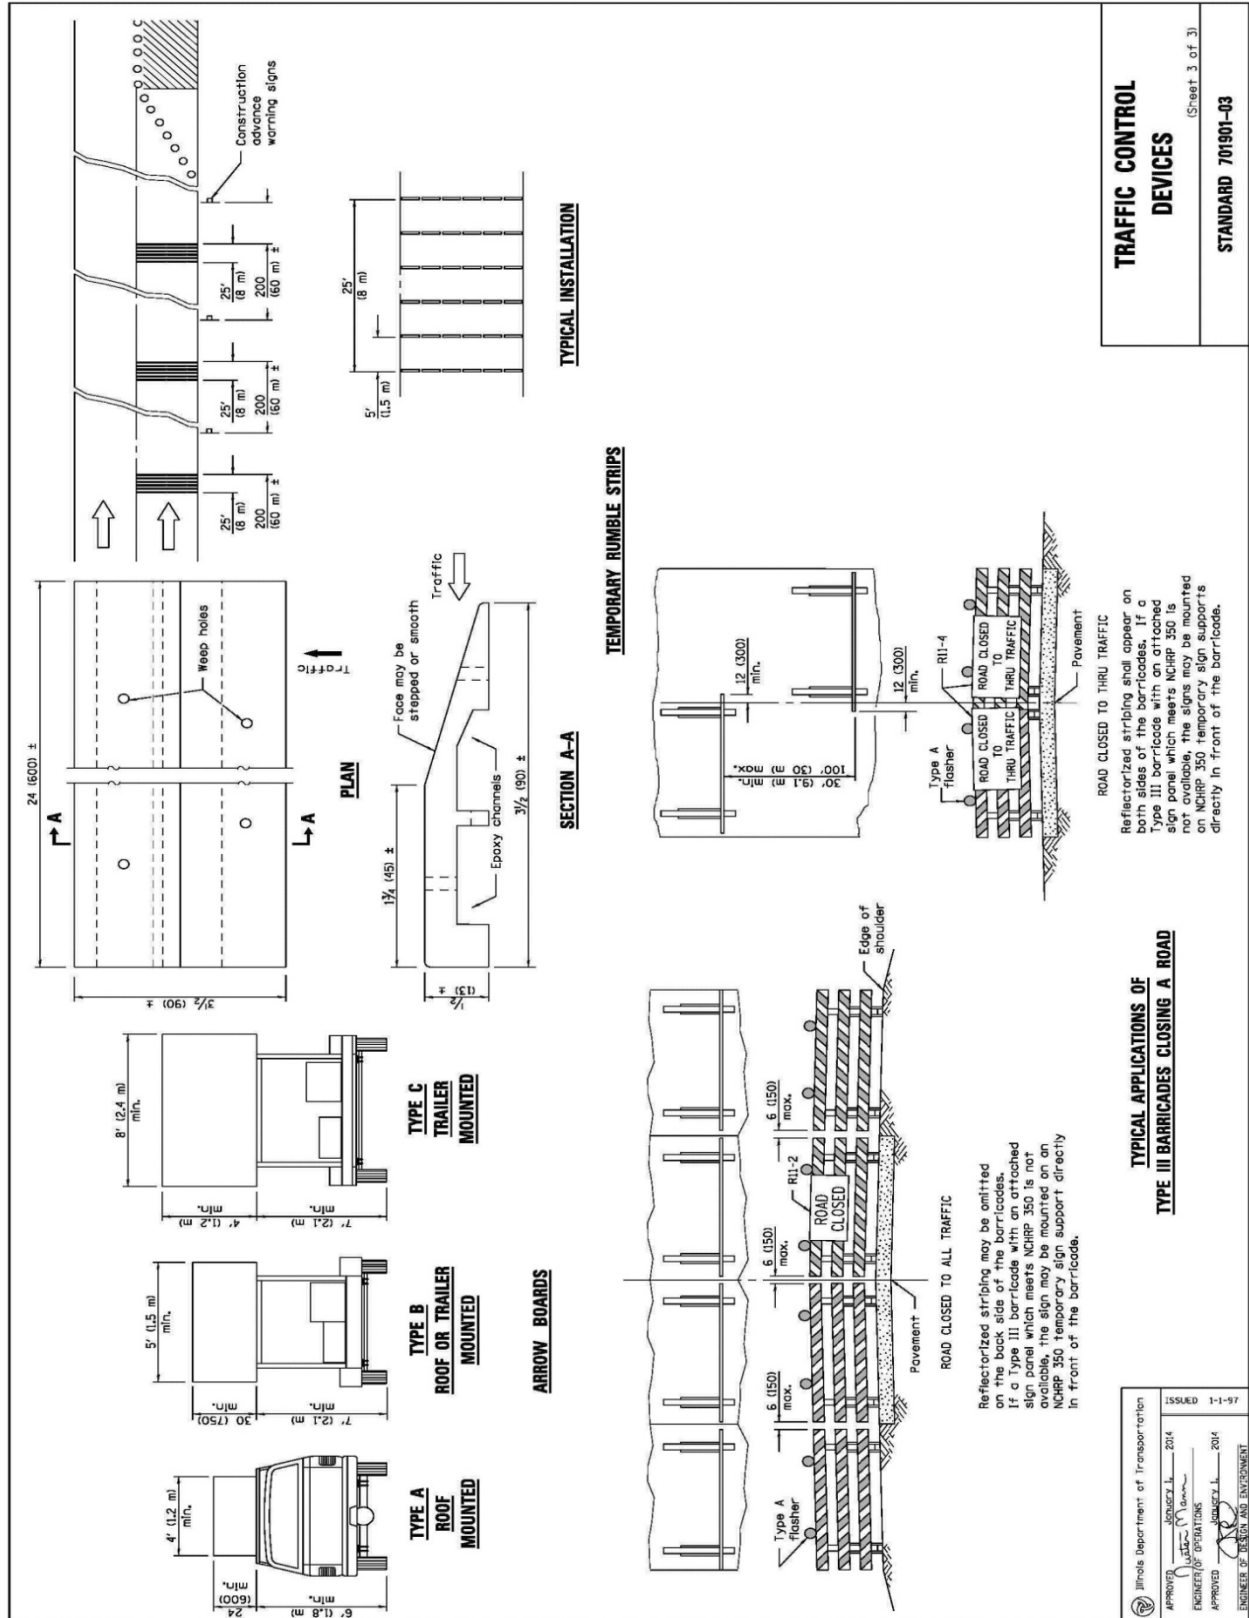 24
(600)
min.
6' (1.8 m)
min.
4' (1.2 m)
min.
TYPE A
ROOF
MOUNTED
30 (750)
min.
7' (2.1 m)
min.
5' (1.5 m)
min.
TYPE B
ROOF OR TRAILER
MOUNTED
4' (1.2 m)
min.
7' (2.1 m)
min.
8' (2.4 m)
min.
TYPE C
TRAILER
MOUNTED
ARROW BOARDS
24 (600) ±
3½ (90) ±
A
A
Weep holes
Traffic
PLAN
1¾ (45) ±
½
(13) ±
Face may be
stepped or smooth
Traffic
Epoxy channels
3½ (90) ±
SECTION A-A
25'
(8 m)
200
(60 m) ±
25'
(8 m)
200
(60 m) ±
25'
(8 m)
200
(60 m) ±
Construction
advance
warning signs
5'
(1.5 m)
25'
(8 m)
TYPICAL INSTALLATION
TEMPORARY RUMBLE STRIPS
Type A
flasher
6 (150)
max.
6 (150)
max.
R11-2
6 (150)
max.
ROAD
CLOSED
Edge of
shoulder
Pavement
ROAD CLOSED TO ALL TRAFFIC
Reflectorized striping may be omitted
on the back side of the barricades.
If a Type III barricade with an attached
sign panel which meets NCHRP 350 is not
available, the sign may be mounted on an
NCHRP 350 temporary sign support directly
in front of the barricade.
30' (9.1 m) min.
100' (30 m) max.
12 (300)
min.
12 (300)
min.
Type A
flasher
R11-4
ROAD CLOSED
TO
THRU TRAFFIC
ROAD CLOSED
TO
THRU TRAFFIC
Pavement
ROAD CLOSED TO THRU TRAFFIC
Reflectorized striping shall appear on
both sides of the barricades. If a
Type III barricade with an attached
sign panel which meets NCHRP 350 is
not available, the signs may be mounted
on NCHRP 350 temporary sign supports
directly in front of the barricade.
TYPICAL APPLICATIONS OF
TYPE III BARRICADES CLOSING A ROAD
Illinois Department of Transportation
APPROVED January 1, 2014
ENGINEER OF OPERATIONS
APPROVED January 1, 2014
ENGINEER OF DESIGN AND ENVIRONMENT
ISSUED 1-1-97
TRAFFIC CONTROL
DEVICES
(Sheet 3 of 3)
STANDARD 701901-03